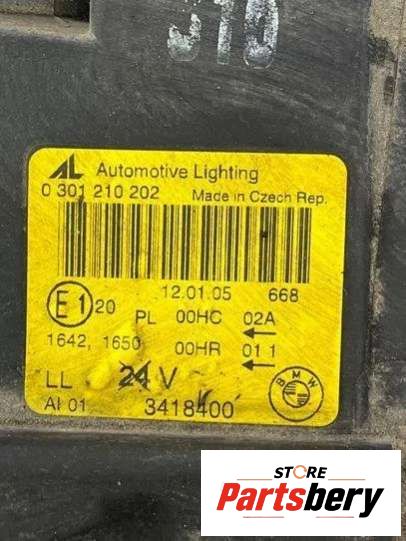 319
AL Automotive Lighting
0 301 210 202 Made in Czech Rep.
12.01.05 668
E1 20 PL 00HC 02A
1642, 1650 00HR 01 1
LL 24 V
AI 01 3418400
BMW
STORE
Partsbery